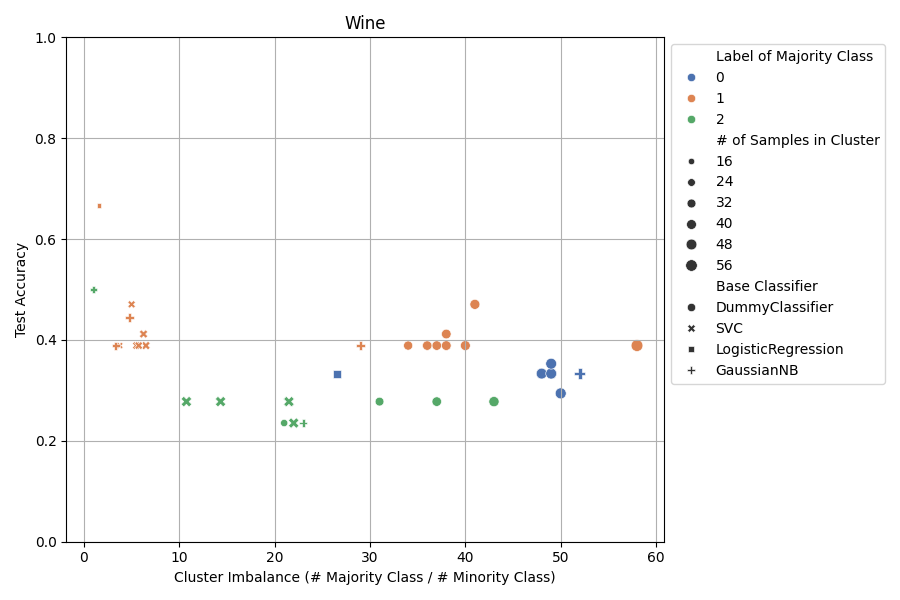 Wine
1.0
0.8
0.6
0.4
0.2
0.0
Test Accuracy
0 10 20 30 40 50 60
Cluster Imbalance (# Majority Class / # Minority Class)
Label of Majority Class
0
1
2
# of Samples in Cluster
16
24
32
40
48
56
Base Classifier
DummyClassifier
SVC
LogisticRegression
GaussianNB